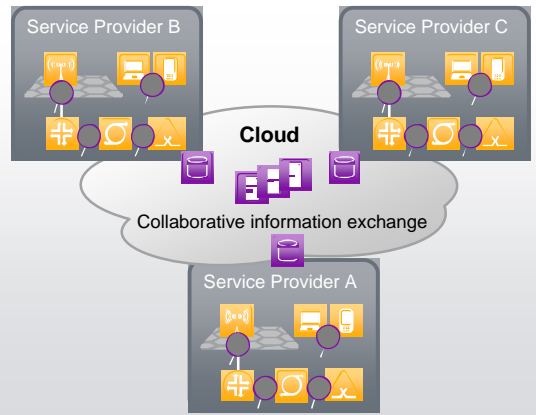 Service Provider B
Service Provider C
Cloud
Collaborative information exchange
Service Provider A